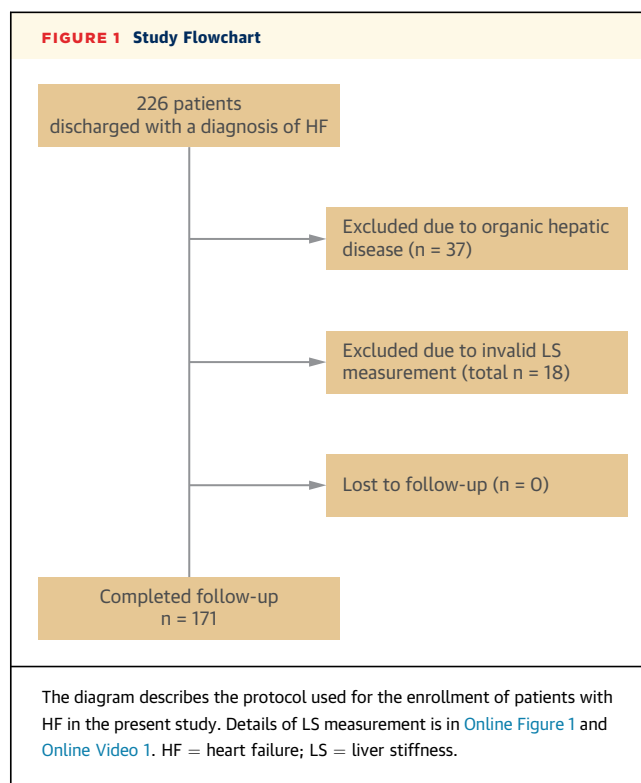 FIGURE 1 Study Flowchart
226 patients
discharged with a diagnosis of HF
Excluded due to organic hepatic
disease (n = 37)
Excluded due to invalid LS
measurement (total n = 18)
Lost to follow-up (n = 0)
Completed follow-up
n = 171
The diagram describes the protocol used for the enrollment of patients with
HF in the present study. Details of LS measurement is in Online Figure 1 and
Online Video 1. HF = heart failure; LS = liver stiffness.